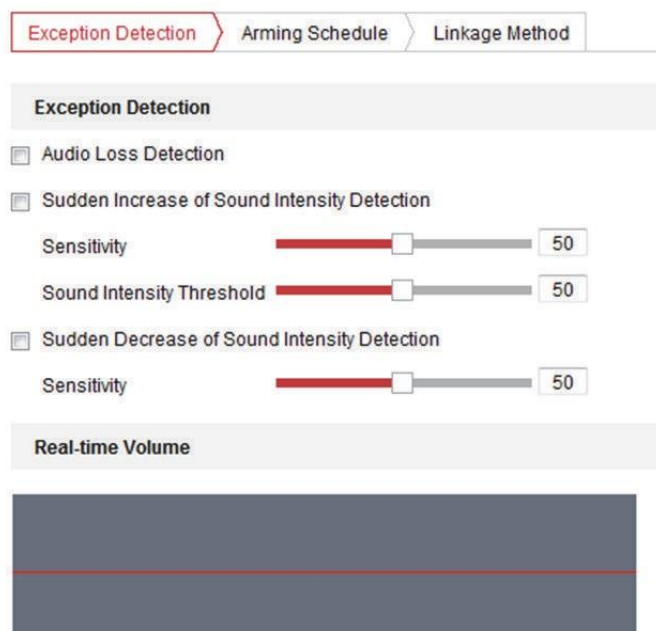 Exception Detection Arming Schedule Linkage Method
Exception Detection
Audio Loss Detection
Sudden Increase of Sound Intensity Detection
Sensitivity 50
Sound Intensity Threshold 50
Sudden Decrease of Sound Intensity Detection
Sensitivity 50
Real-time Volume